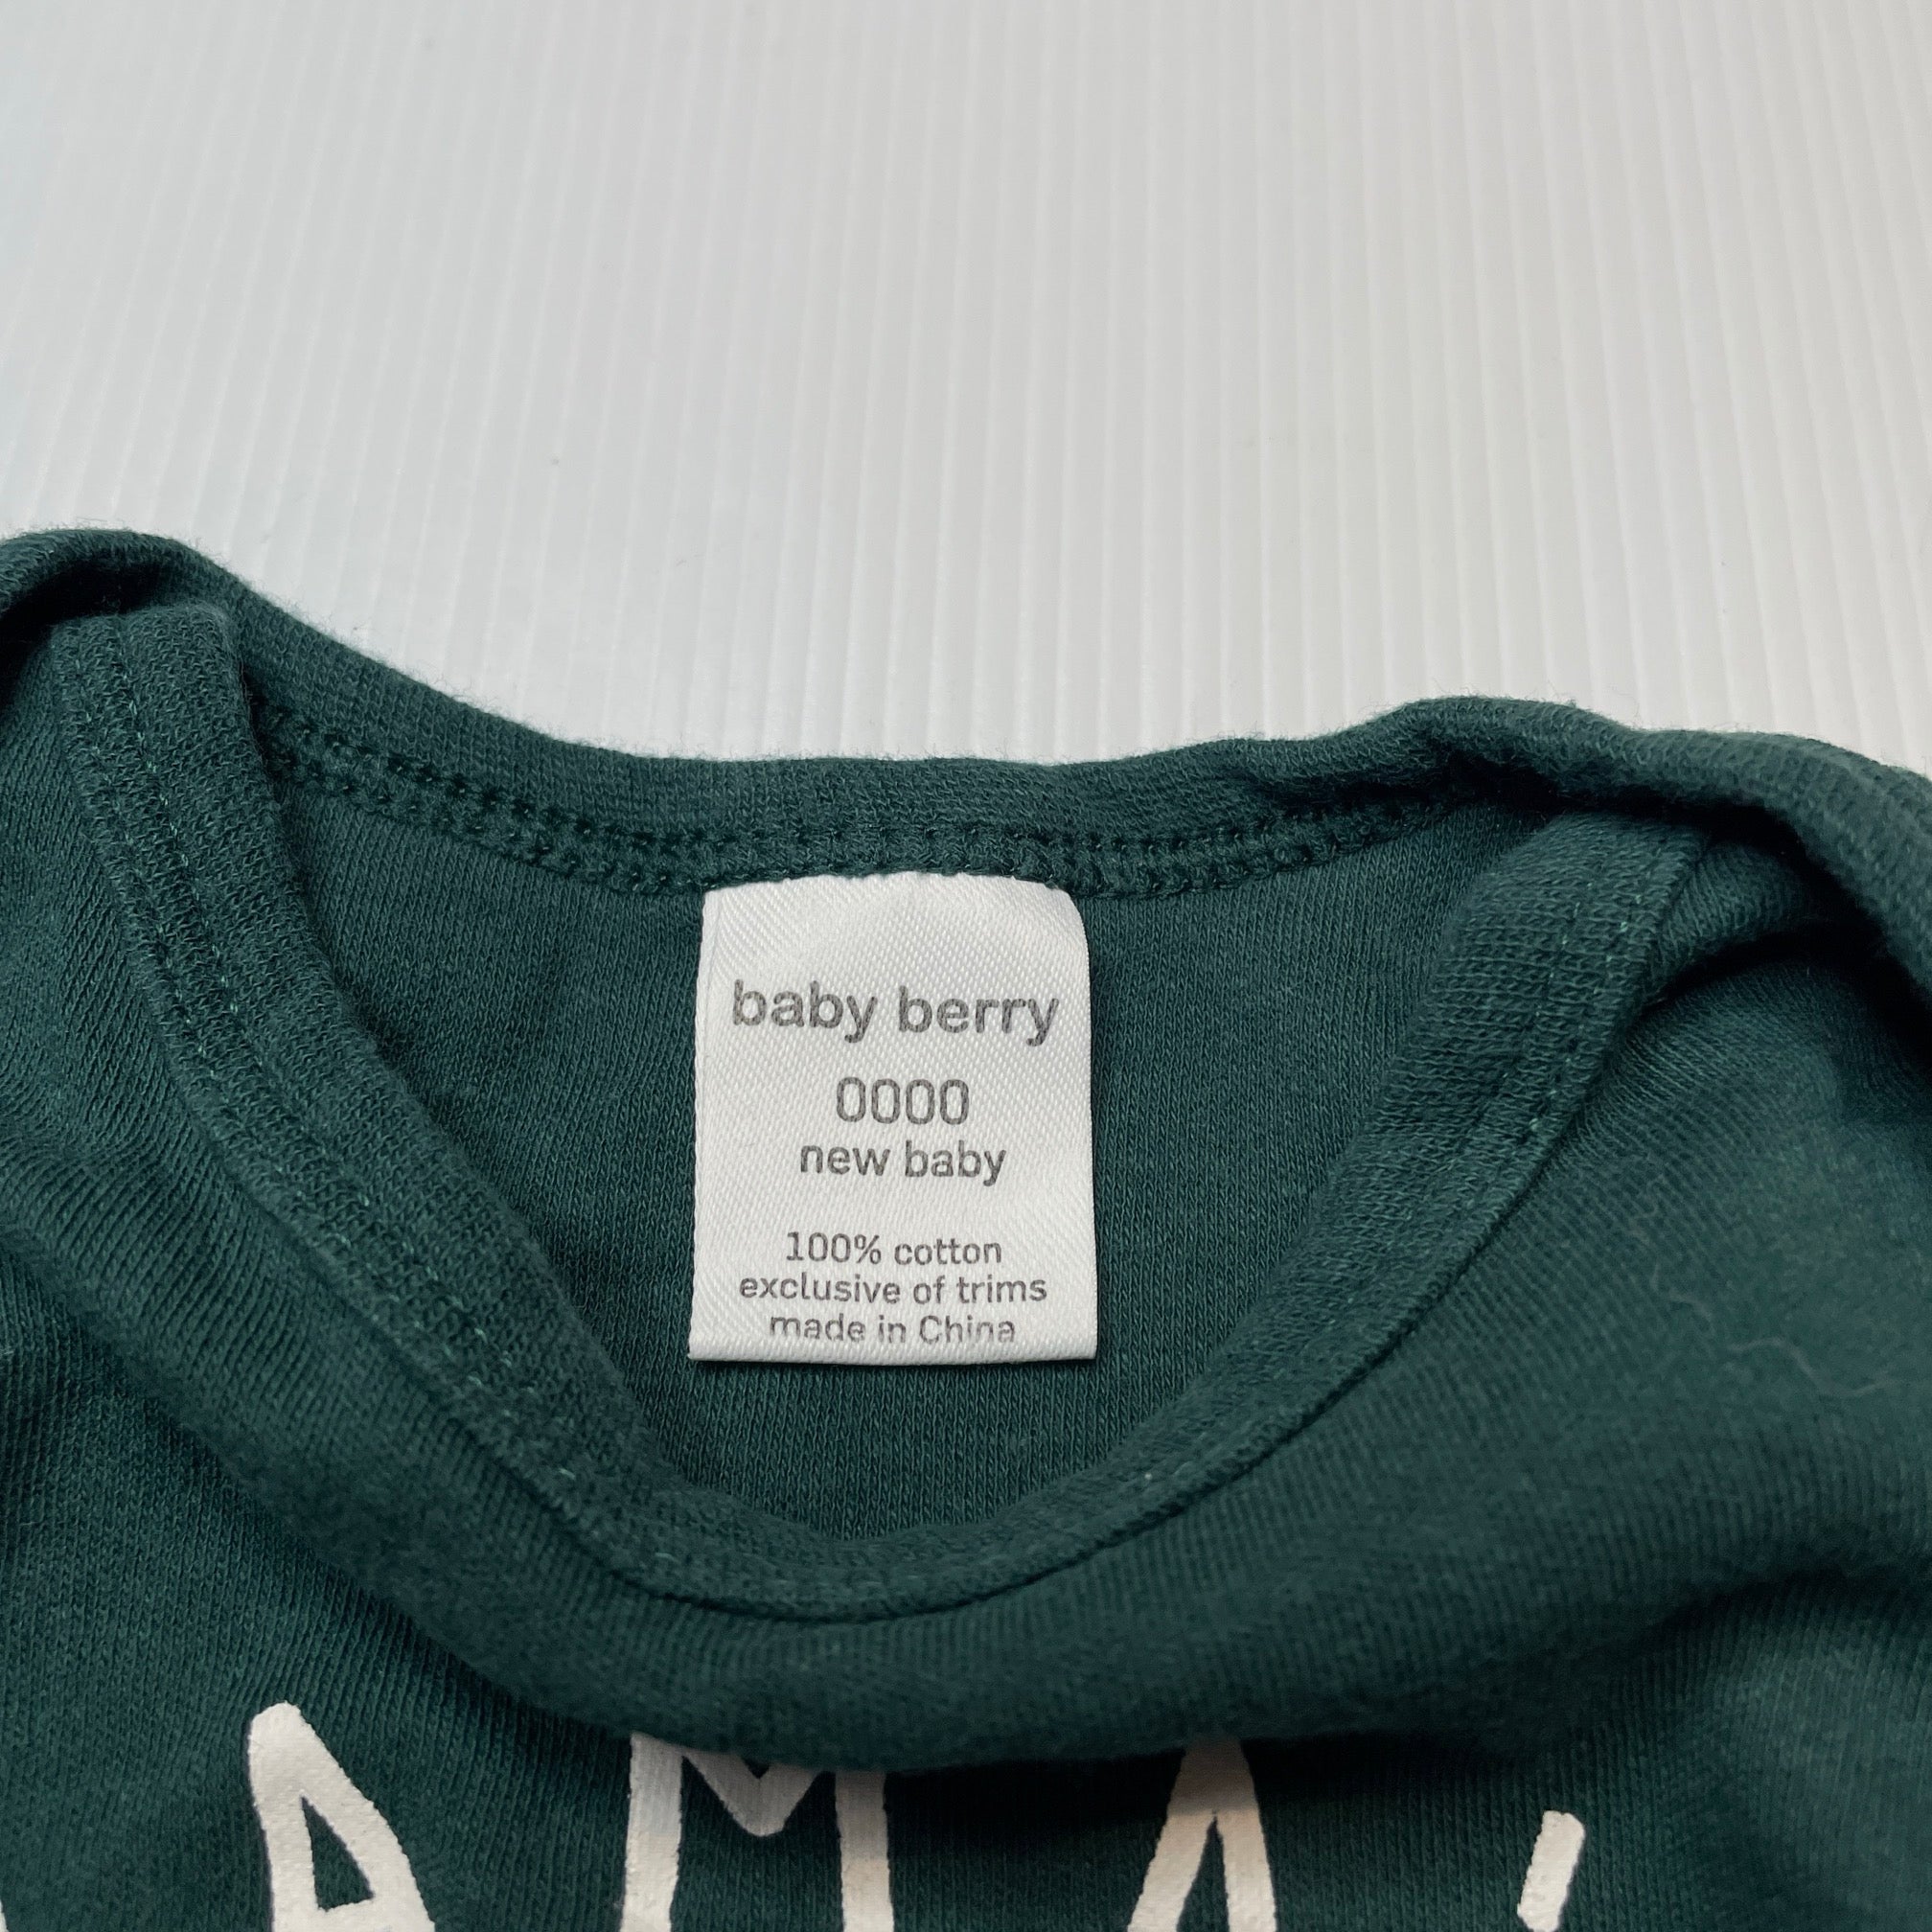 baby berry
0000
new baby
100% cotton
exclusive of trims
made in China